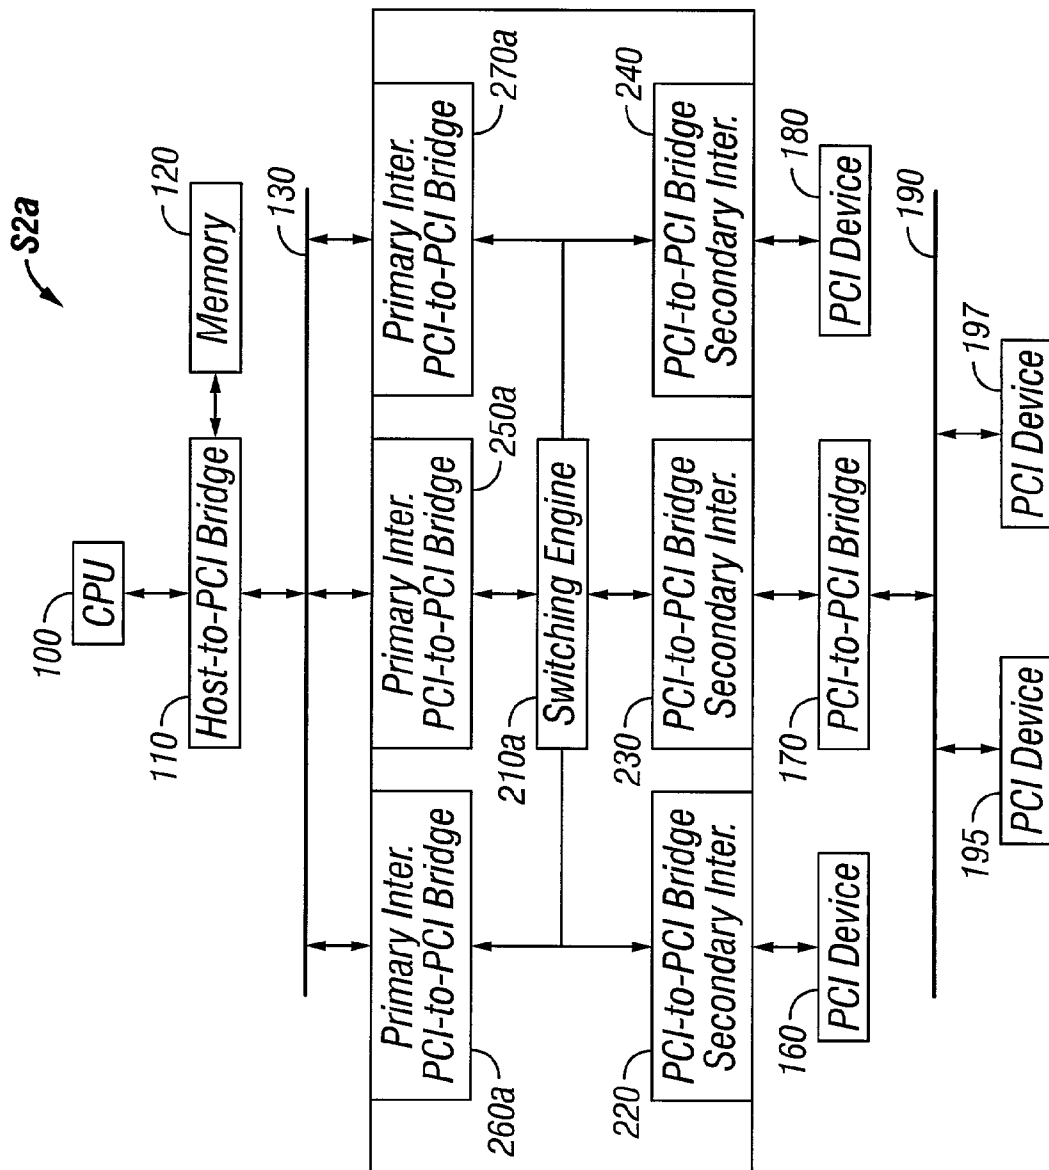 S2a
100
CPU
110
Host-to-PCI Bridge
120
Memory
130
Primary Inter.
PCI-to-PCI Bridge
260a
Primary Inter.
PCI-to-PCI Bridge
250a
Primary Inter.
PCI-to-PCI Bridge
270a
210a
Switching Engine
220
PCI-to-PCI Bridge
Secondary Inter.
230
PCI-to-PCI Bridge
Secondary Inter.
240
PCI-to-PCI Bridge
Secondary Inter.
160
PCI Device
170
PCI-to-PCI Bridge
180
PCI Device
190
195
PCI Device
197
PCI Device